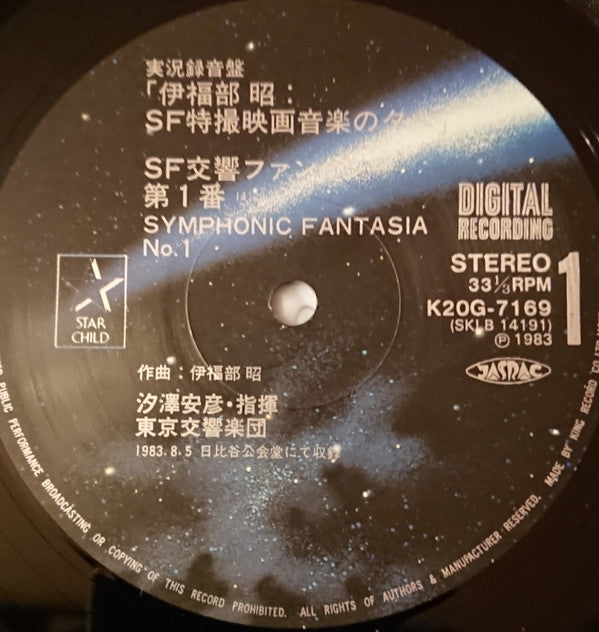 実況録音盤
「伊福部 昭：
SF特撮映画音楽の
SF交響ファン
第1番
SYMPHONIC FANTASIA
No.1
DIGITAL
RECORDING
STEREO
33⅓RPM
1
K20G-7169
(SKLB 14191)
Ⓟ 1983
JASRAC
STAR
CHILD
作曲：伊福部 昭
汐澤安彦・指揮
東京交響楽団
1983.8.5 日比谷公会堂にて収録
PUBLIC PERFORMANCE BROADCASTING OR COPYING OF THIS RECORD PROHIBITED. ALL RIGHTS OF AUTHORS & MANUFACTURER RESERVED. MADE BY KING RECORD